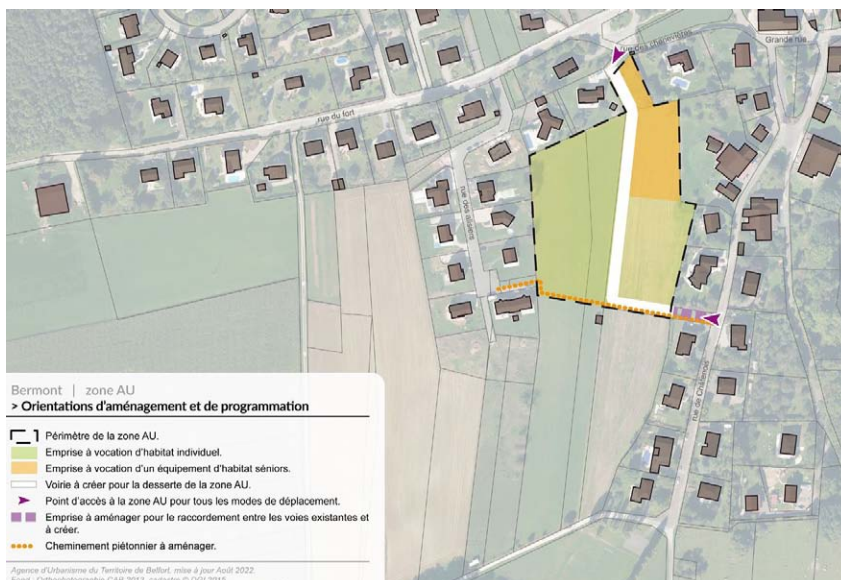 rue des chenevières
Grande rue
rue du fort
rue de Châtenois
Bermont | zone AU
> Orientations d'aménagement et de programmation
Périmètre de la zone AU.
Emprise à vocation d'habitat individuel.
Emprise à vocation d'un équipement d'habitat séniors.
Voirie à créer pour la desserte de la zone AU.
Point d'accès à la zone AU pour tous les modes de déplacement.
Emprise à aménager pour le raccordement entre les voies existantes et
à créer.
Cheminement piétonnier à aménager.
Agence d'Urbanisme du Territoire de Belfort, mise à jour Août 2022.